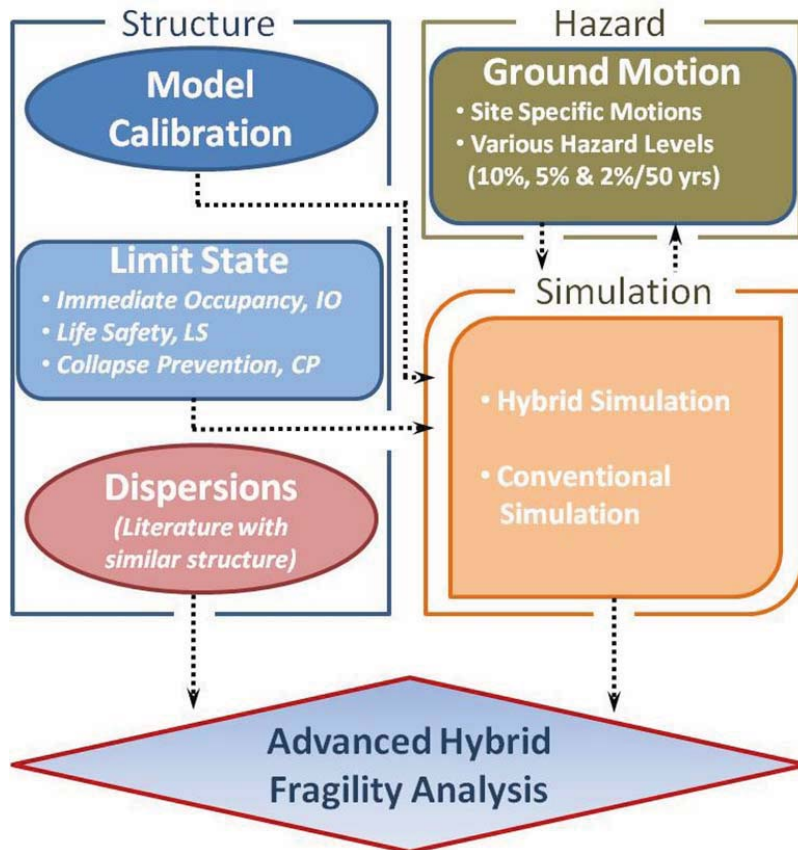 Structure
Model
Calibration
Limit State
• Immediate Occupancy, IO
• Life Safety, LS
• Collapse Prevention, CP
Dispersions
(Literature with
similar structure)
Hazard
Ground Motion
• Site Specific Motions
• Various Hazard Levels
(10%, 5% & 2%/50 yrs)
Simulation
• Hybrid Simulation
• Conventional
Simulation
Advanced Hybrid
Fragility Analysis